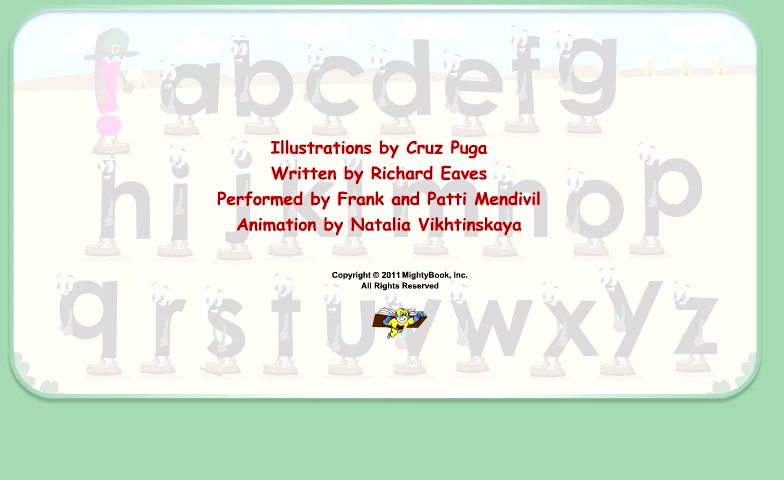 a b c d e f g
Illustrations by Cruz Puga
Written by Richard Eaves
Performed by Frank and Patti Mendivil
Animation by Natalia Vikhtinskaya
h i j k l m n o p
Copyright © 2011 MightyBook, Inc.
All Rights Reserved
q r s t u v w x y z